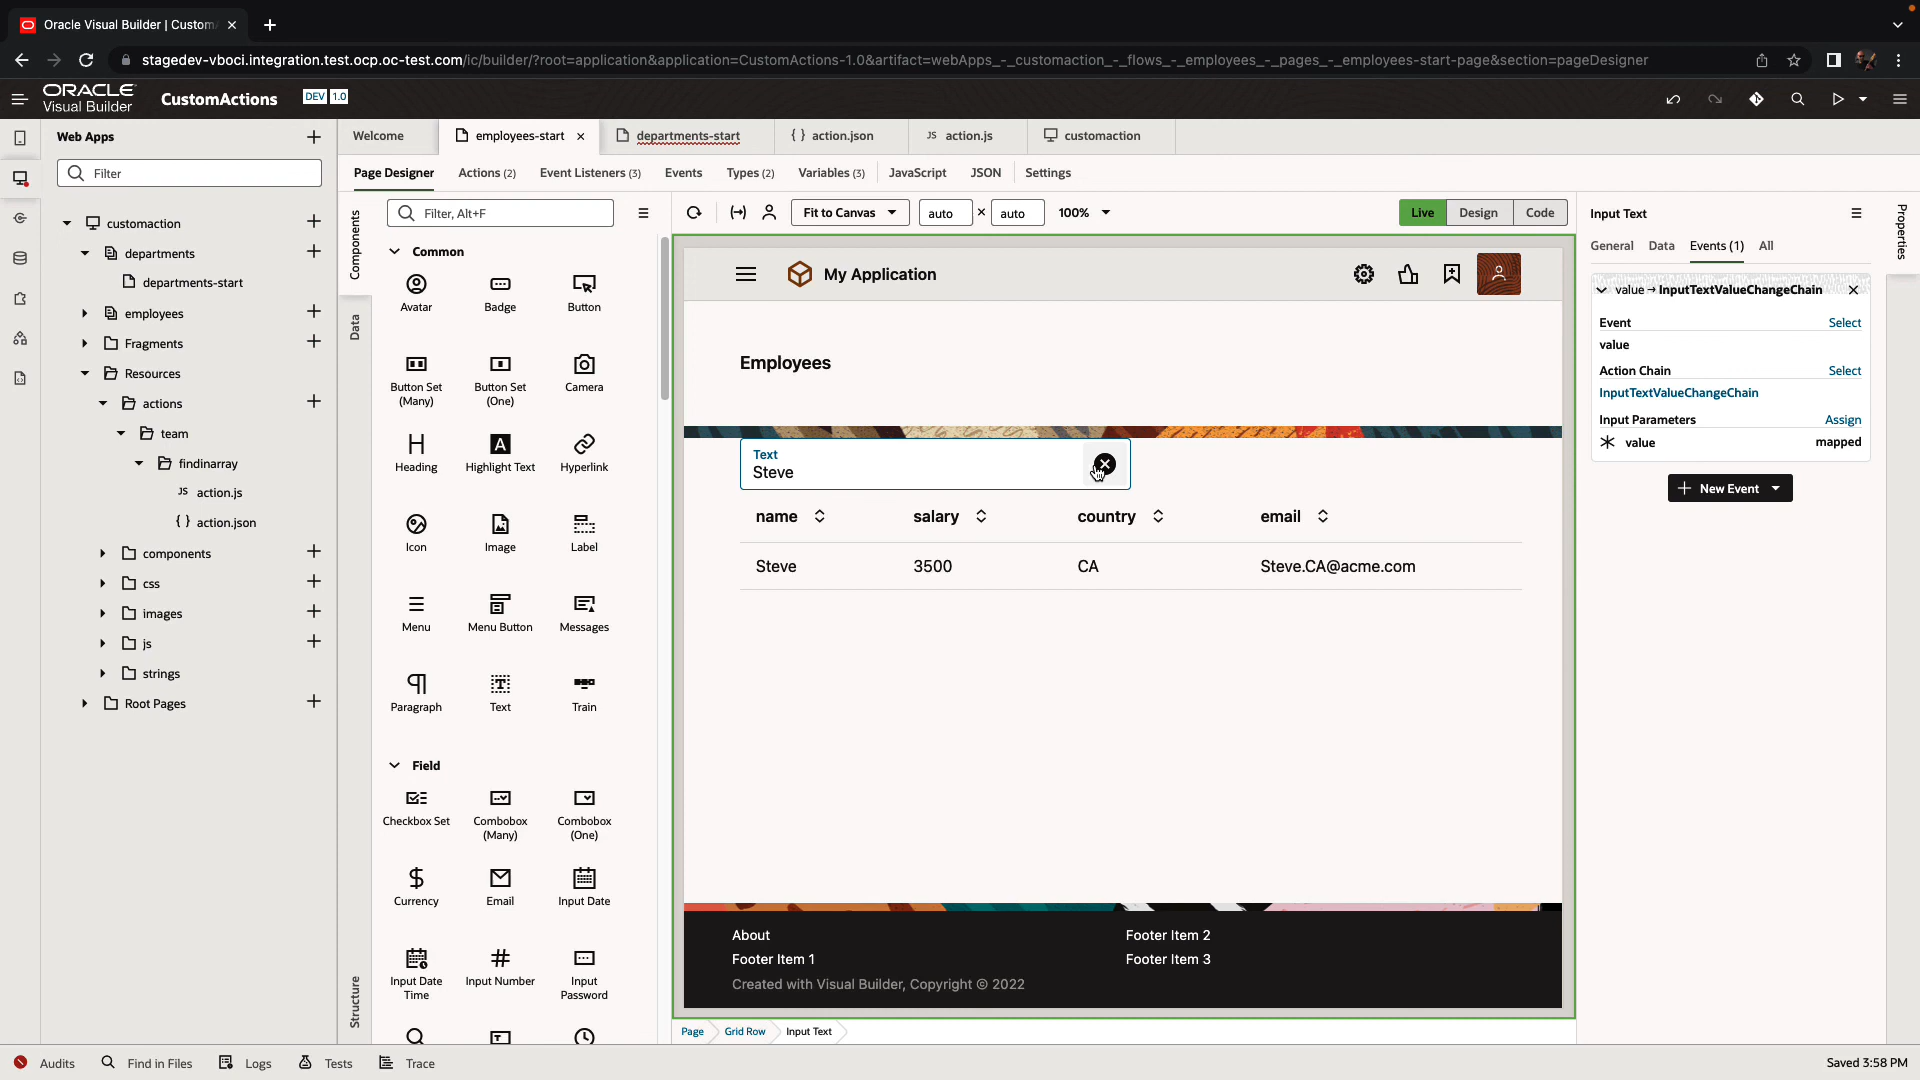 Oracle Visual Builder | Custom
stagedev-vboci.integration.test.ocp.oc-test.com/ic/builder/?root=application&application=CustomActions-1.0&artifact=webApps_-_customaction_-_flows_-_employees_-_pages_-_employees-start-page&section=pageDesigner
ORACLE
Visual Builder
CustomActions
DEV 1.0
Web Apps
Filter
customaction
departments
departments-start
employees
Fragments
Resources
actions
team
findinarray
JS action.js
{ } action.json
components
css
images
js
strings
Root Pages
Welcome
employees-start
departments-start
{ } action.json
JS action.js
customaction
Page Designer
Actions (2)
Event Listeners (3)
Events
Types (2)
Variables (3)
JavaScript
JSON
Settings
Components
Data
Structure
Filter, Alt+F
Common
Avatar
Badge
Button
Button Set
(Many)
Button Set
(One)
Camera
Heading
Highlight Text
Hyperlink
Icon
Image
Label
Menu
Menu Button
Messages
Paragraph
Text
Train
Field
Checkbox Set
Combobox
(Many)
Combobox
(One)
Currency
Email
Input Date
Input Date
Time
Input Number
Input
Password
Fit to Canvas
auto × auto
100%
Live
Design
Code
My Application
Employees
Text
Steve
name
salary
country
email
Steve
3500
CA
Steve.CA@acme.com
About
Footer Item 2
Footer Item 1
Footer Item 3
Created with Visual Builder, Copyright © 2022
Page
Grid Row
Input Text
Input Text
Properties
General
Data
Events (1)
All
value → InputTextValueChangeChain
Event
Select
value
Action Chain
Select
InputTextValueChangeChain
Input Parameters
Assign
value
mapped
New Event
Audits
Find in Files
Logs
Tests
Trace
Saved 3:58 PM